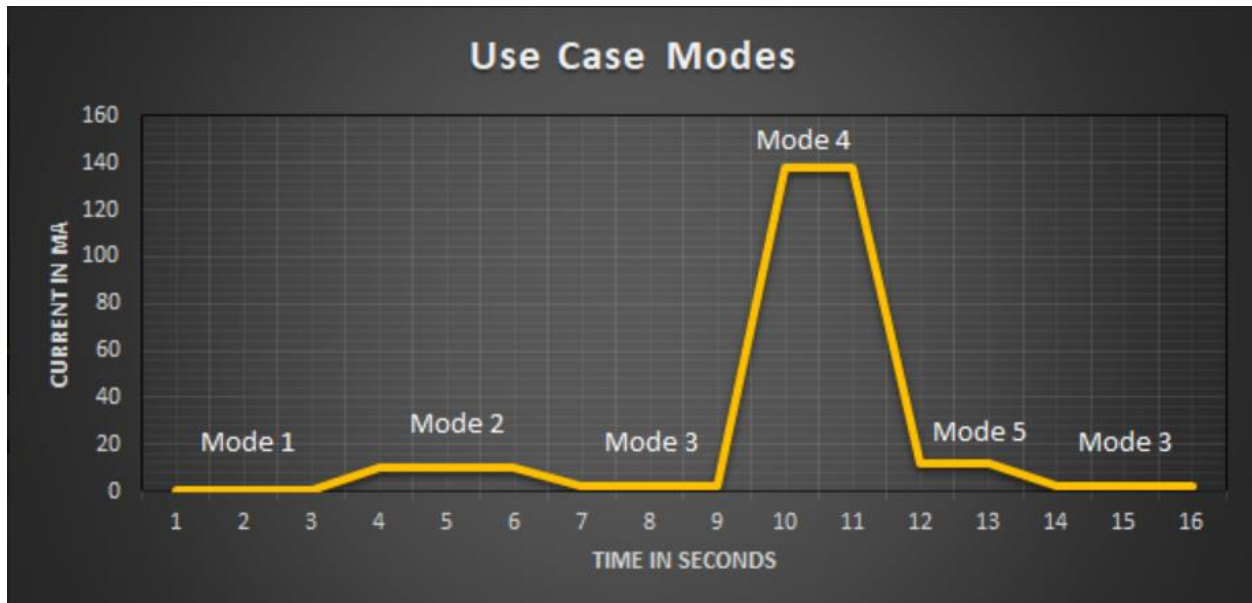 Use Case Modes
160
140
120
100
80
60
40
20
0
CURRENT IN MA
Mode 1
Mode 2
Mode 3
Mode 4
Mode 5
Mode 3
1 2 3 4 5 6 7 8 9 10 11 12 13 14 15 16
TIME IN SECONDS